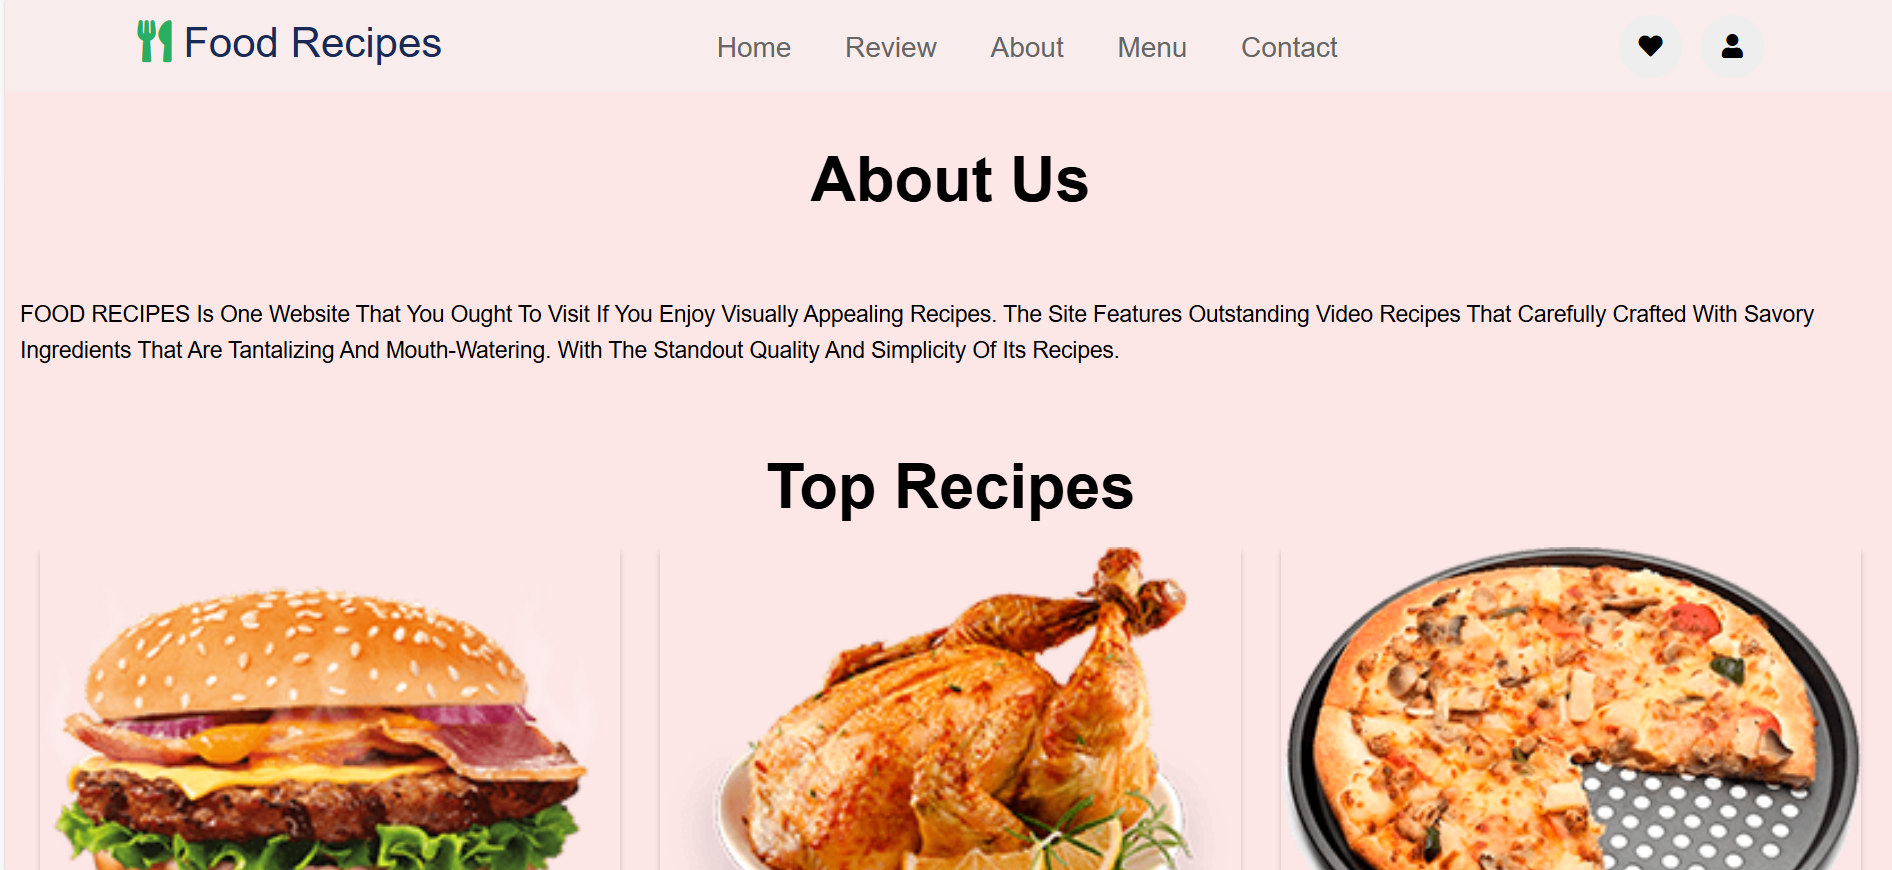 Food Recipes
Home Review About Menu Contact
About Us
FOOD RECIPES Is One Website That You Ought To Visit If You Enjoy Visually Appealing Recipes. The Site Features Outstanding Video Recipes That Carefully Crafted With Savory
Ingredients That Are Tantalizing And Mouth-Watering. With The Standout Quality And Simplicity Of Its Recipes.
Top Recipes